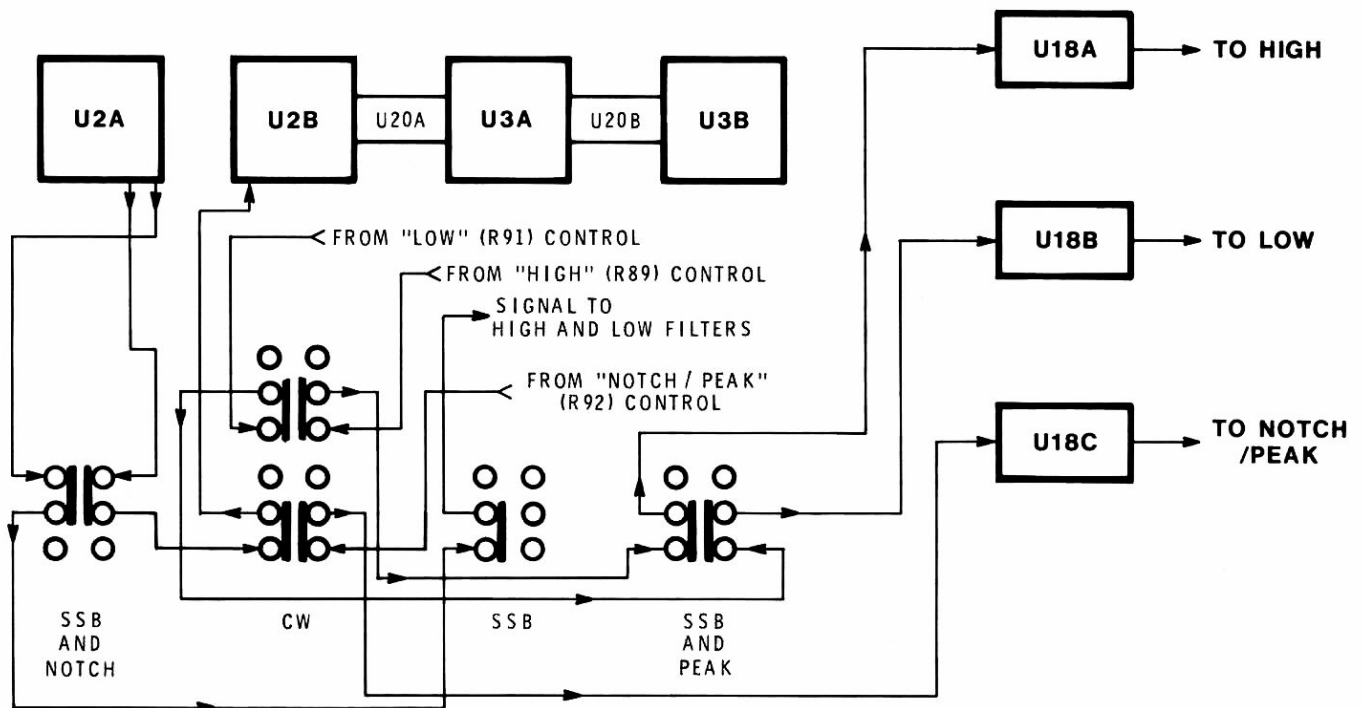 U18A
TO HIGH
U2A
U2B
U20A
U3A
U20B
U3B
FROM "LOW" (R91) CONTROL
U18B
TO LOW
FROM "HIGH" (R89) CONTROL
SIGNAL TO
HIGH AND LOW FILTERS
FROM "NOTCH / PEAK"
(R92) CONTROL
U18C
TO NOTCH
/PEAK
SSB
AND
NOTCH
CW
SSB
SSB
AND
PEAK